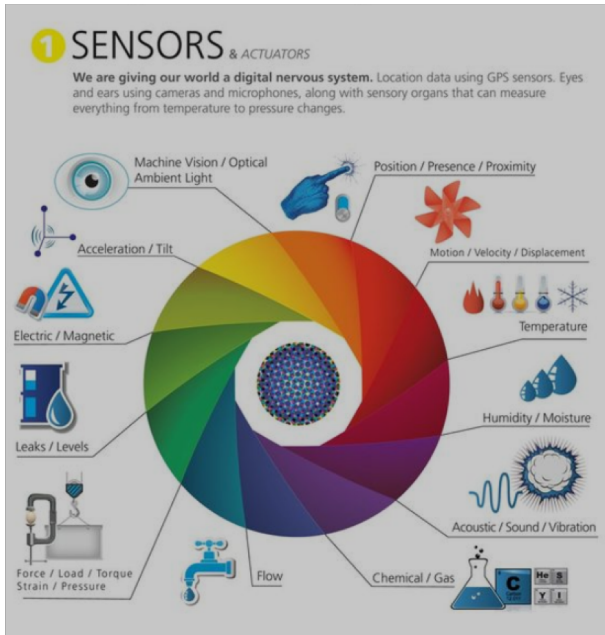 1 SENSORS & ACTUATORS
We are giving our world a digital nervous system. Location data using GPS sensors. Eyes
and ears using cameras and microphones, along with sensory organs that can measure
everything from temperature to pressure changes.
Machine Vision / Optical
Ambient Light
Position / Presence / Proximity
Acceleration / Tilt
Motion / Velocity / Displacement
Electric / Magnetic
Temperature
Leaks / Levels
Humidity / Moisture
Acoustic / Sound / Vibration
Force / Load / Torque
Strain / Pressure
Flow
Chemical / Gas
C
Carbon
He
S
Y
I